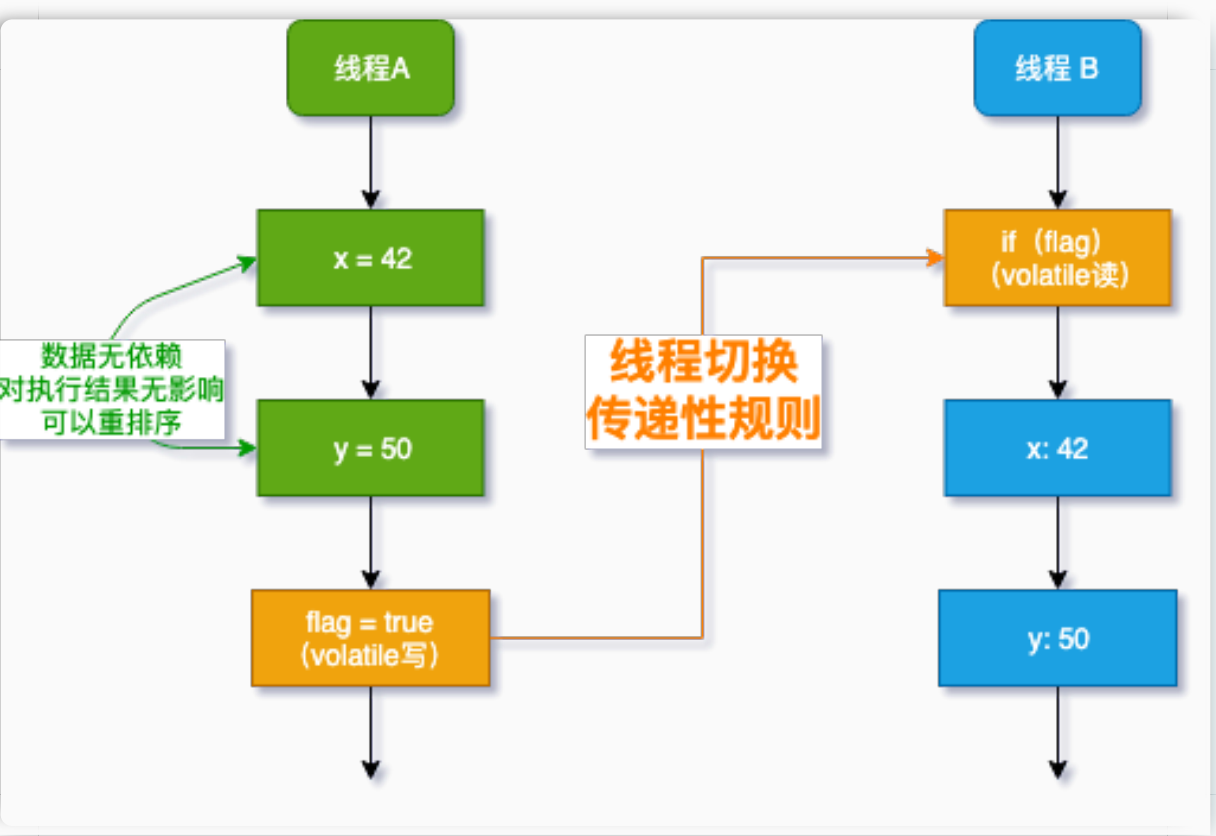 线程A
线程 B
x = 42
if（flag）
（volatile读）
数据无依赖
对执行结果无影响
可以重排序
线程切换
传递性规则
y = 50
x: 42
flag = true
（volatile写）
y: 50